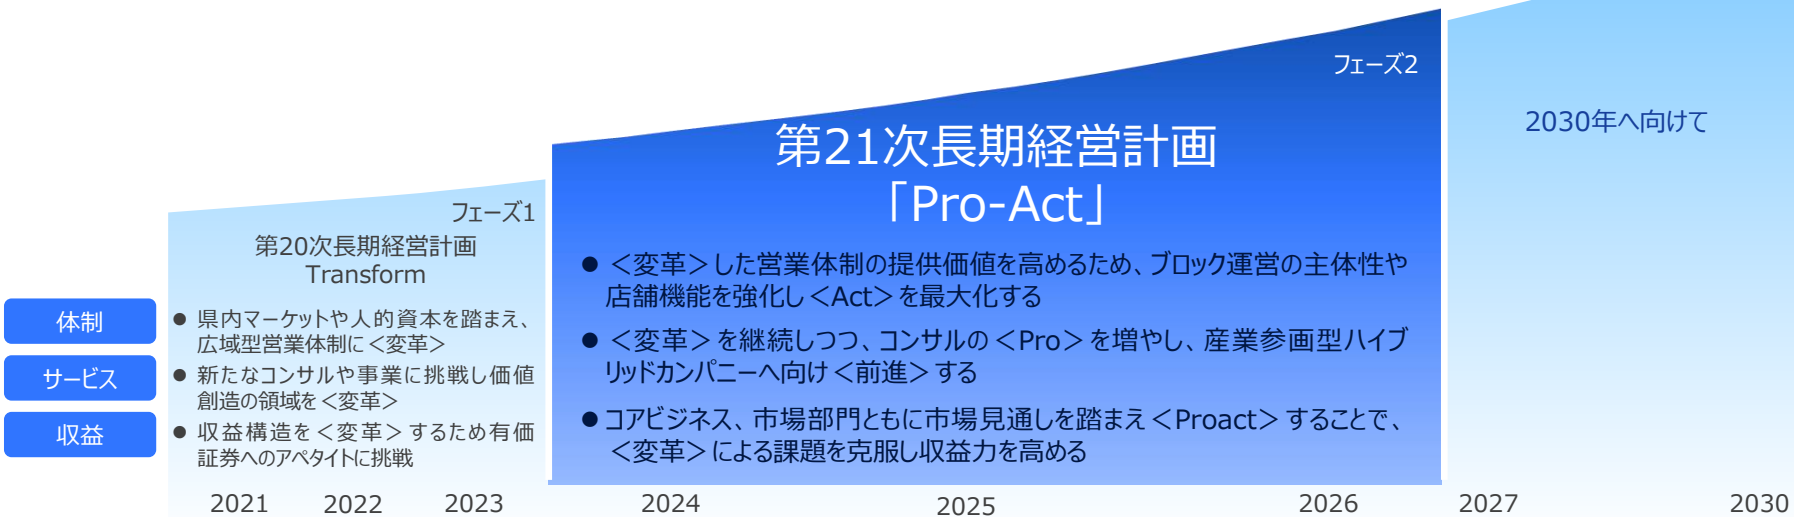 フェーズ1
第20次長期経営計画
Transform
体制
● 県内マーケットや人的資本を踏まえ、
広域型営業体制に＜変革＞
サービス
● 新たなコンサルや事業に挑戦し価値
創造の領域を＜変革＞
収益
● 収益構造を＜変革＞するため有価
証券へのアペタイトに挑戦
フェーズ2
第21次長期経営計画
「Pro-Act」
● ＜変革＞した営業体制の提供価値を高めるため、ブロック運営の主体性や
店舗機能を強化し＜Act＞を最大化する
● ＜変革＞を継続しつつ、コンサルの＜Pro＞を増やし、産業参画型ハイブ
リッドカンパニーへ向け＜前進＞する
● コアビジネス、市場部門ともに市場見通しを踏まえ＜Proact＞することで、
＜変革＞による課題を克服し収益力を高める
2030年へ向けて
2021 2022 2023 2024 2025 2026 2027 2030